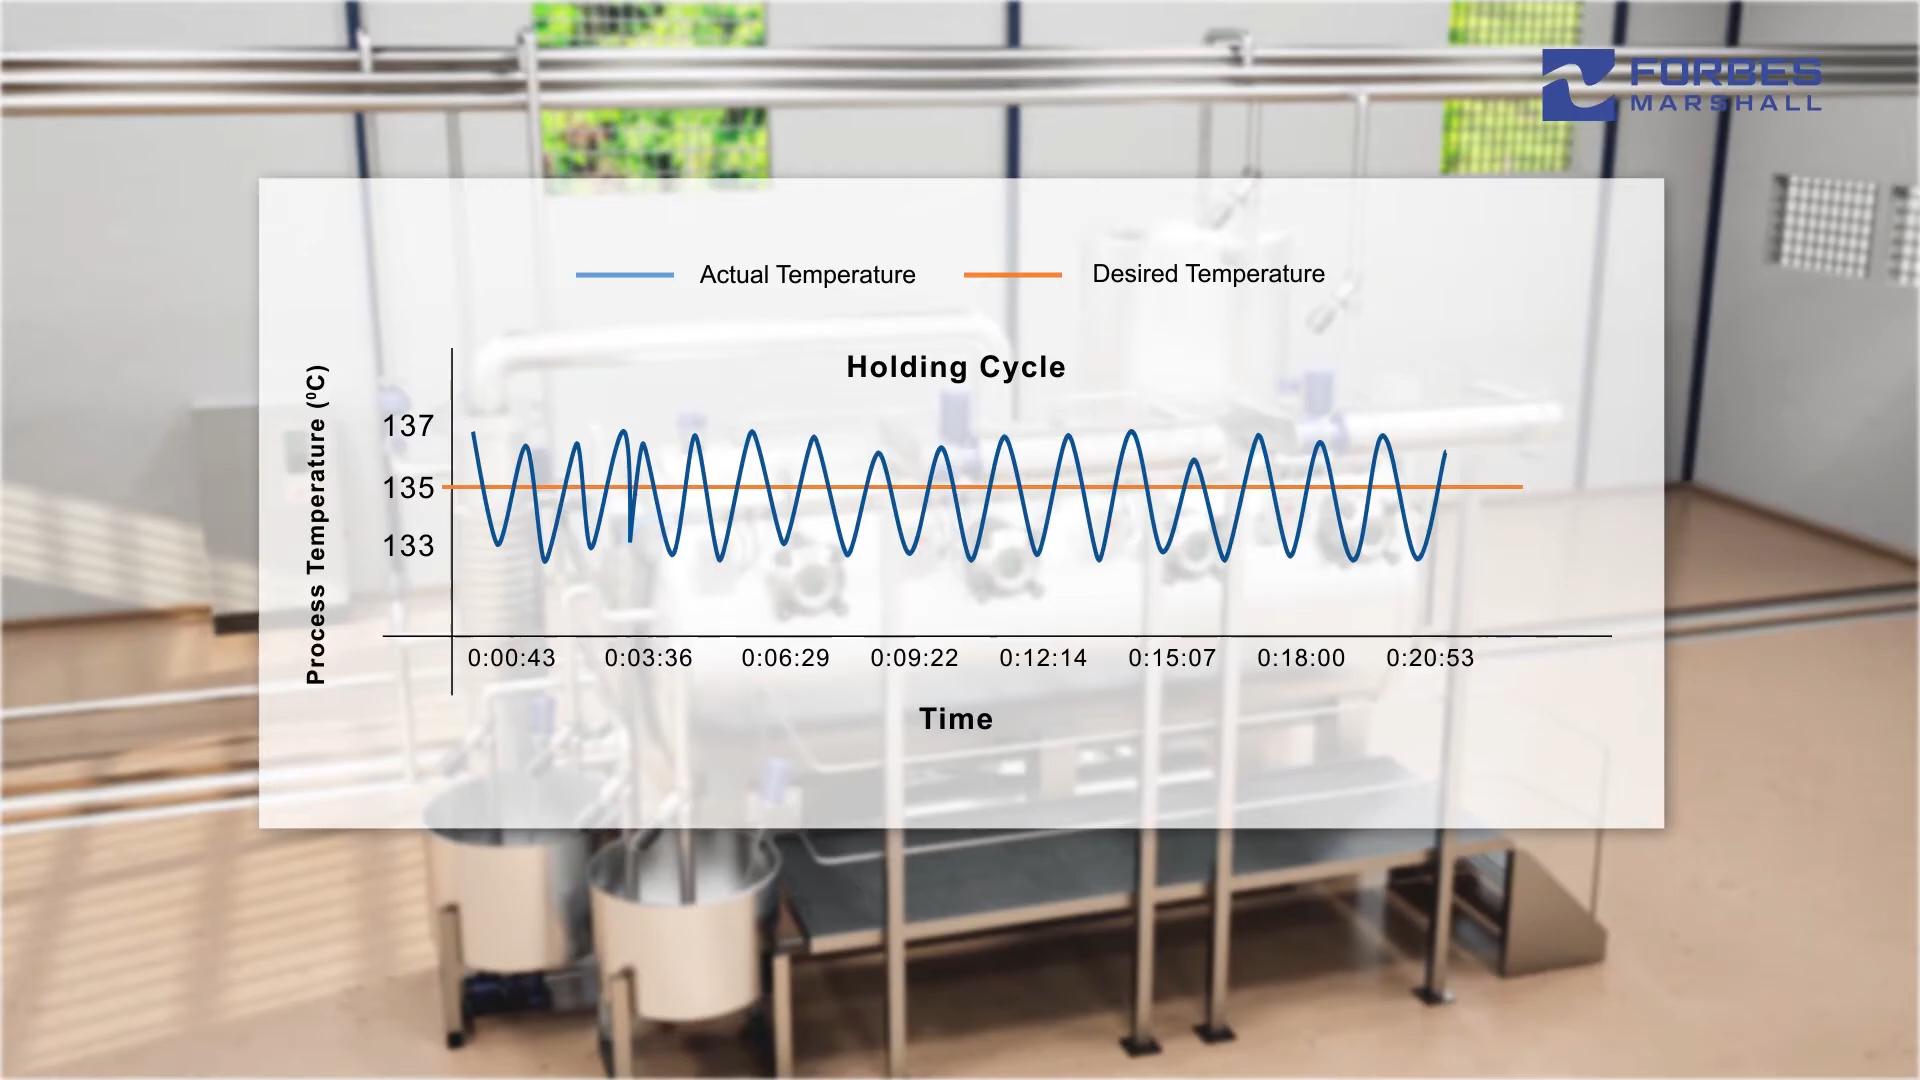 FORBES
MARSHALL
Actual Temperature
Desired Temperature
Holding Cycle
Process Temperature (⁰C)
137
135
133
0:00:43 0:03:36 0:06:29 0:09:22 0:12:14 0:15:07 0:18:00 0:20:53
Time